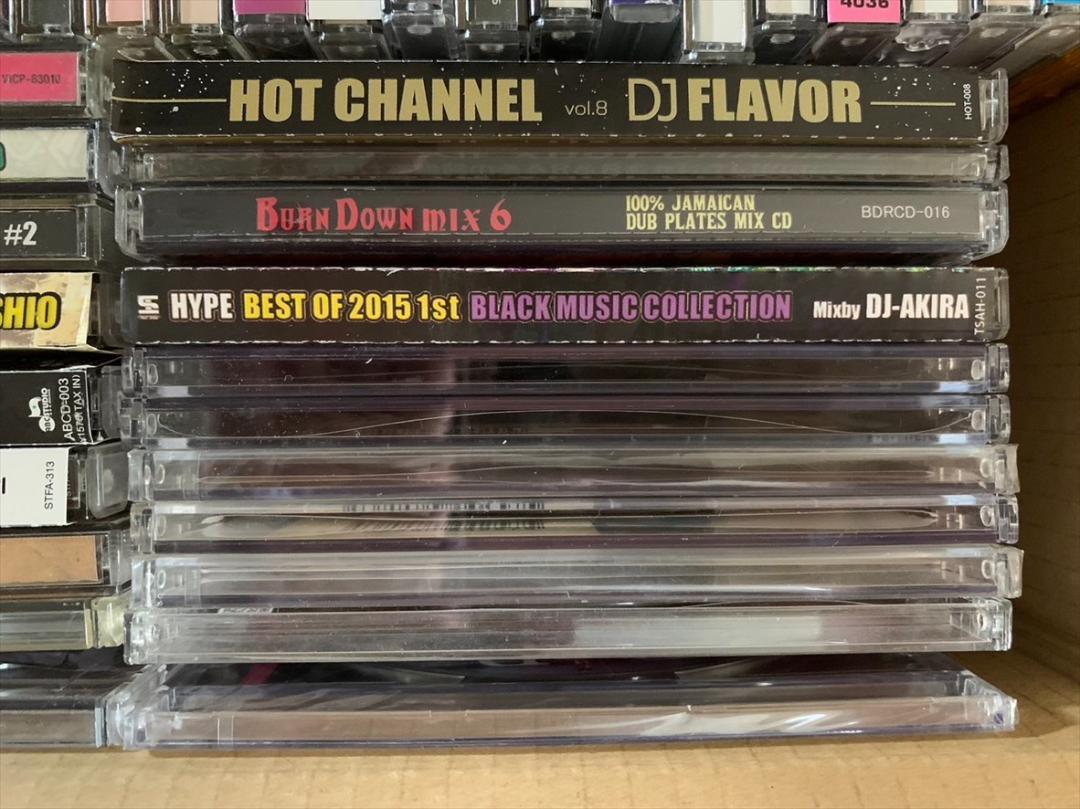 4036
VICP-63010
HOT CHANNEL vol.8 DJ FLAVOR HOT-008
BURN DOWN MIX 6 100% JAMAICAN
DUB PLATES MIX CD BDRCD-016
#2
HYPE BEST OF 2015 1st BLACK MUSIC COLLECTION Mixby DJ-AKIRA TSAH-011
SHIO
ABCD-003
STFA-313